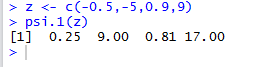 > z <- c(-0.5,-5,0.9,9)
> psi.1(z)
[1]  0.25  9.00  0.81 17.00
>